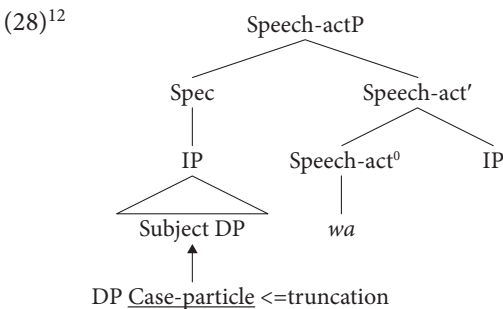 (28)12 Speech-actP
Spec Speech-act′
IP Speech-act0 IP
Subject DP wa
DP Case-particle <=truncation